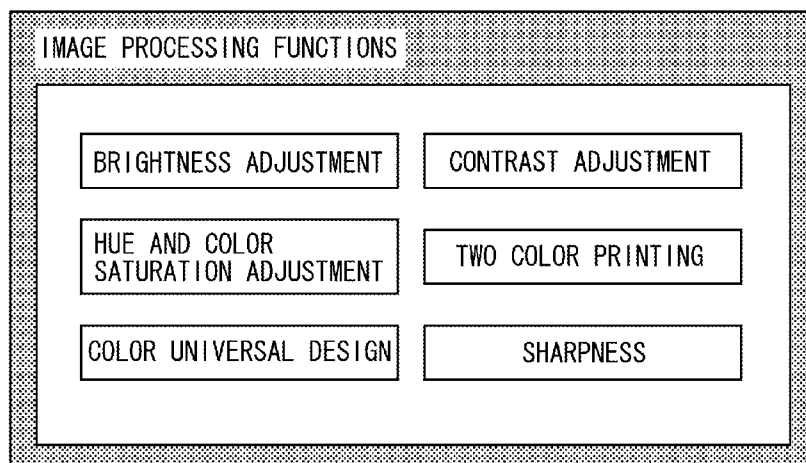 IMAGE PROCESSING FUNCTIONS
BRIGHTNESS ADJUSTMENT
CONTRAST ADJUSTMENT
HUE AND COLOR
SATURATION ADJUSTMENT
TWO COLOR PRINTING
COLOR UNIVERSAL DESIGN
SHARPNESS